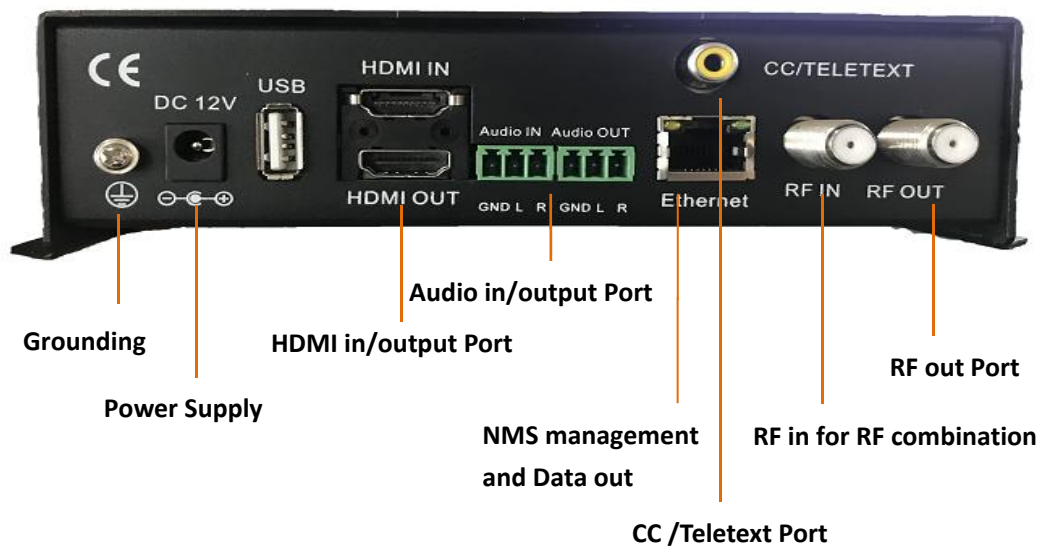 CE
HDMI IN
CC/TELETEXT
USB
DC 12V
Audio IN Audio OUT
HDMI OUT
GND L R GND L R
Ethernet
RF IN
RF OUT
Audio in/output Port
Grounding
HDMI in/output Port
RF out Port
Power Supply
NMS management
and Data out
RF in for RF combination
CC /Teletext Port